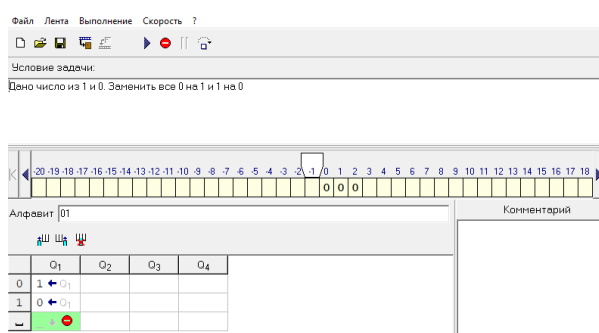 Файл Лента Выполнение Скорость ?
Условие задачи:
Дано число из 1 и 0. Заменить все 0 на 1 и 1 на 0
-20 -19 -18 -17 -16 -15 -14 -13 -12 -11 -10 -9 -8 -7 -6 -5 -4 -3 -2 -1 0 1 2 3 4 5 6 7 8 9 10 11 12 13 14 15 16 17 18
0 0 0
Алфавит 01
Комментарий
Q1 Q2 Q3 Q4
0 1 ← Q1
1 0 ← Q1